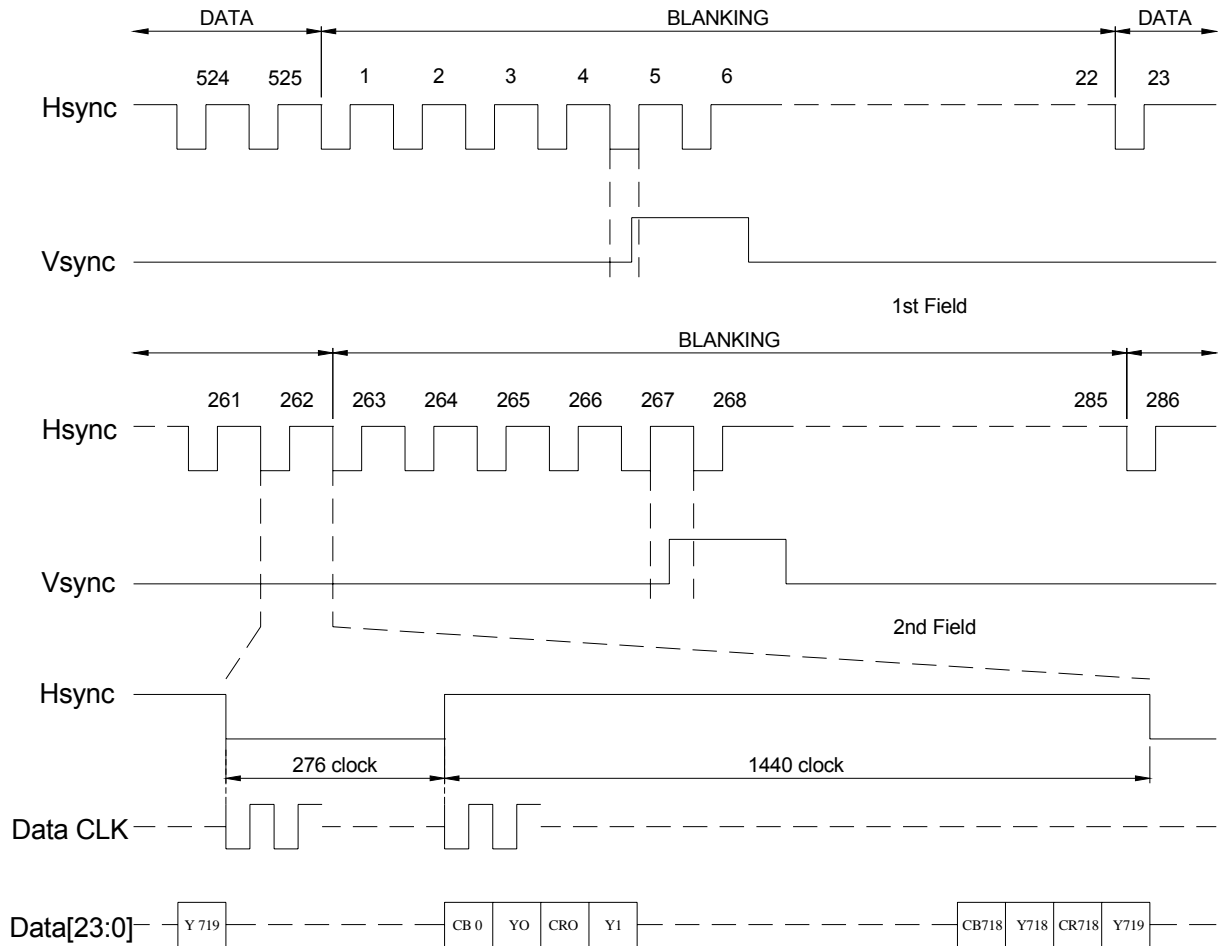 DATA BLANKING DATA
524 525 1 2 3 4 5 6 22 23
Hsync
Vsync
1st Field
BLANKING
261 262 263 264 265 266 267 268 285 286
Hsync
Vsync
2nd Field
Hsync
276 clock 1440 clock
Data CLK
Data[23:0] Y 719 CB 0 YO CRO Y1 CB718 Y718 CR718 Y719